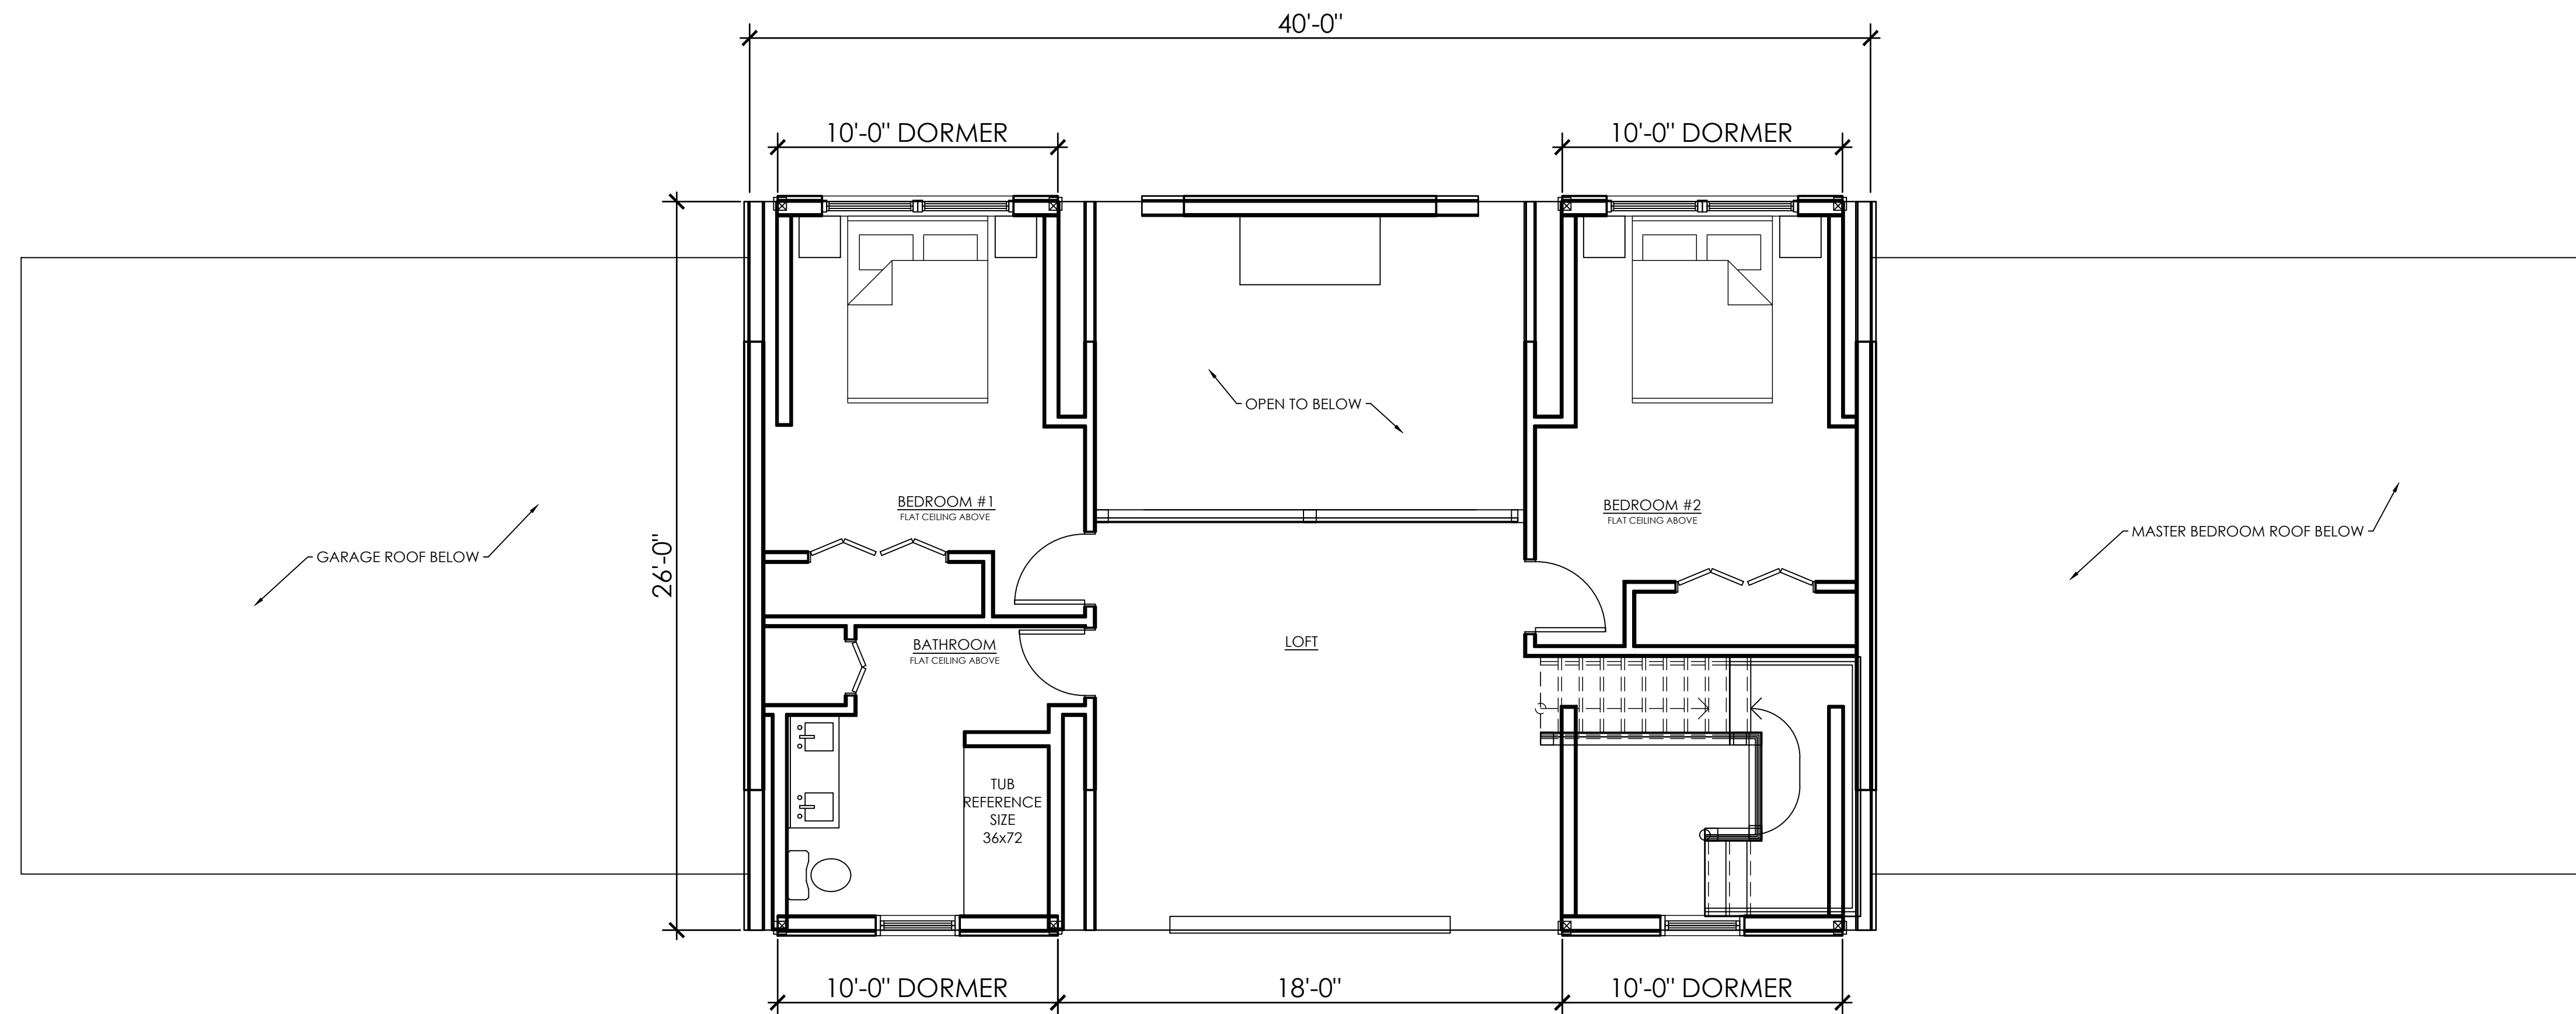 40'-0"
10'-0" DORMER
10'-0" DORMER
OPEN TO BELOW
BEDROOM #1
FLAT CEILING ABOVE
BEDROOM #2
FLAT CEILING ABOVE
MASTER BEDROOM ROOF BELOW
GARAGE ROOF BELOW
26'-0"
BATHROOM
FLAT CEILING ABOVE
LOFT
TUB
REFERENCE
SIZE
36x72
10'-0" DORMER
18'-0"
10'-0" DORMER